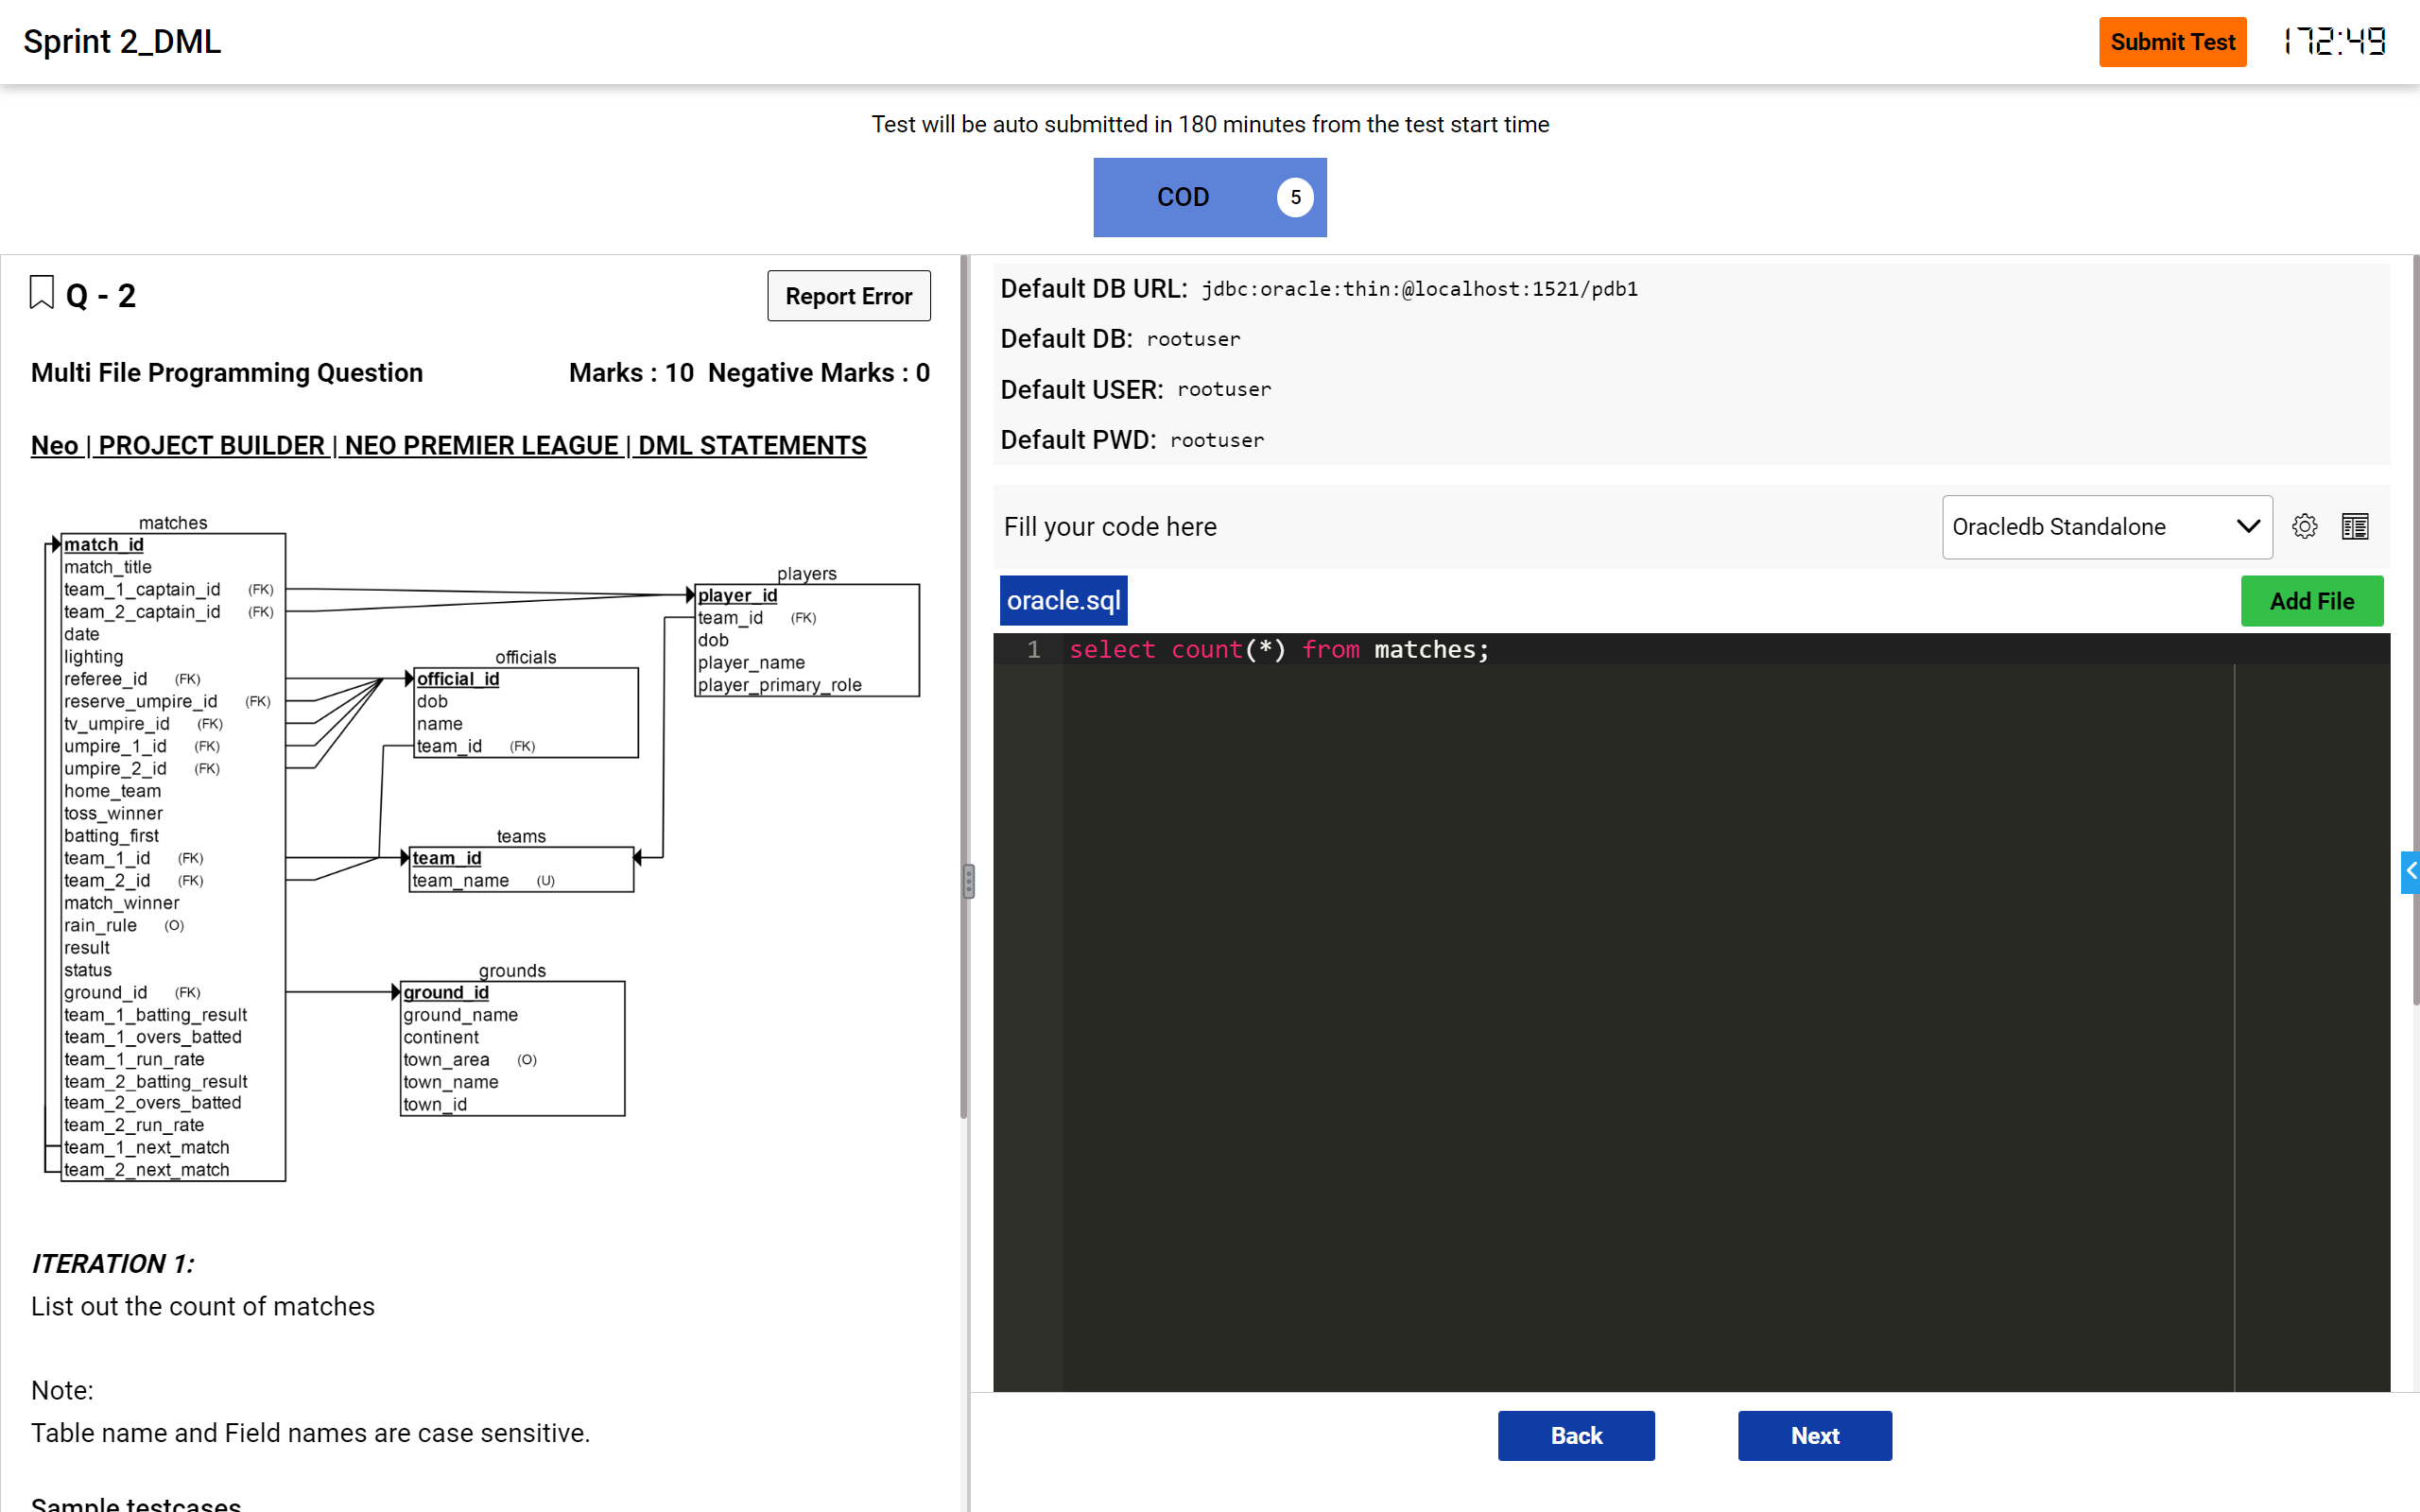 Sprint 2_DML
Submit Test
172:49
Test will be auto submitted in 180 minutes from the test start time
COD 5
Q - 2
Report Error
Multi File Programming Question
Marks : 10 Negative Marks : 0
Neo | PROJECT BUILDER | NEO PREMIER LEAGUE | DML STATEMENTS
matches
match_id
match_title
team_1_captain_id (FK)
team_2_captain_id (FK)
date
lighting
referee_id (FK)
reserve_umpire_id (FK)
tv_umpire_id (FK)
umpire_1_id (FK)
umpire_2_id (FK)
home_team
toss_winner
batting_first
team_1_id (FK)
team_2_id (FK)
match_winner
rain_rule (O)
result
status
ground_id (FK)
team_1_batting_result
team_1_overs_batted
team_1_run_rate
team_2_batting_result
team_2_overs_batted
team_2_run_rate
team_1_next_match
team_2_next_match
players
player_id
team_id (FK)
dob
player_name
player_primary_role
officials
official_id
dob
name
team_id (FK)
teams
team_id
team_name (U)
grounds
ground_id
ground_name
continent
town_area (O)
town_name
town_id
ITERATION 1:
List out the count of matches
Note:
Table name and Field names are case sensitive.
Sample testcases
Default DB URL: jdbc:oracle:thin:@localhost:1521/pdb1
Default DB: rootuser
Default USER: rootuser
Default PWD: rootuser
Fill your code here
Oracledb Standalone
oracle.sql
Add File
1 select count(*) from matches;
Back
Next